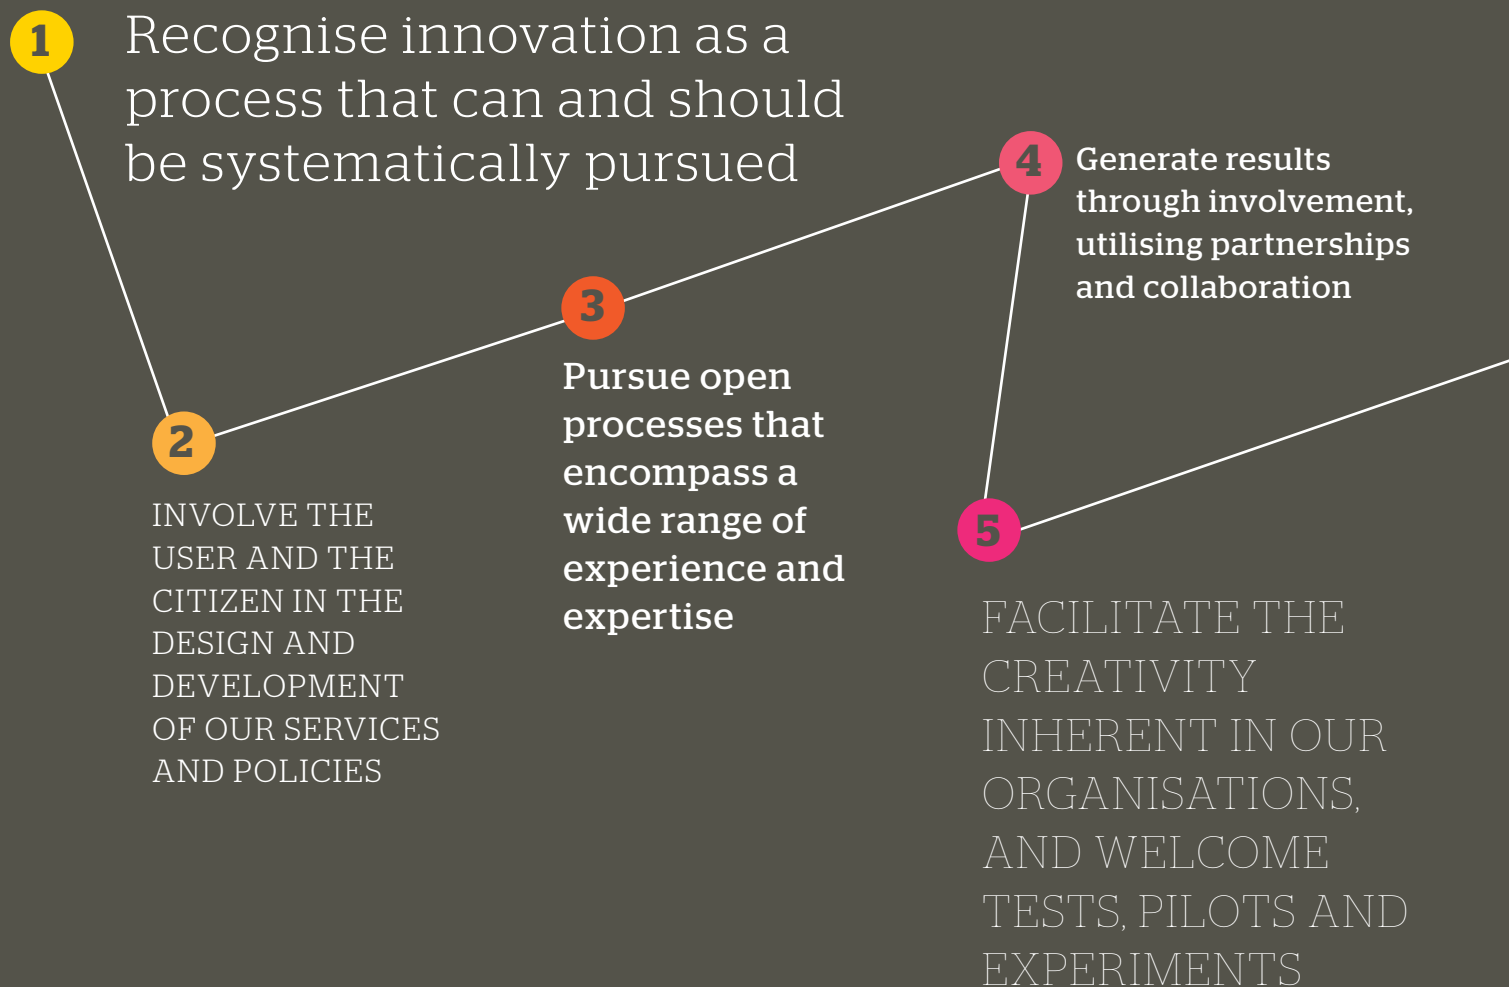 1
Recognise innovation as a
process that can and should
be systematically pursued
2
INVOLVE THE
USER AND THE
CITIZEN IN THE
DESIGN AND
DEVELOPMENT
OF OUR SERVICES
AND POLICIES
3
Pursue open
processes that
encompass a
wide range of
experience and
expertise
4
Generate results
through involvement,
utilising partnerships
and collaboration
5
FACILITATE THE
CREATIVITY
INHERENT IN OUR
ORGANISATIONS,
AND WELCOME
TESTS, PILOTS AND
EXPERIMENTS